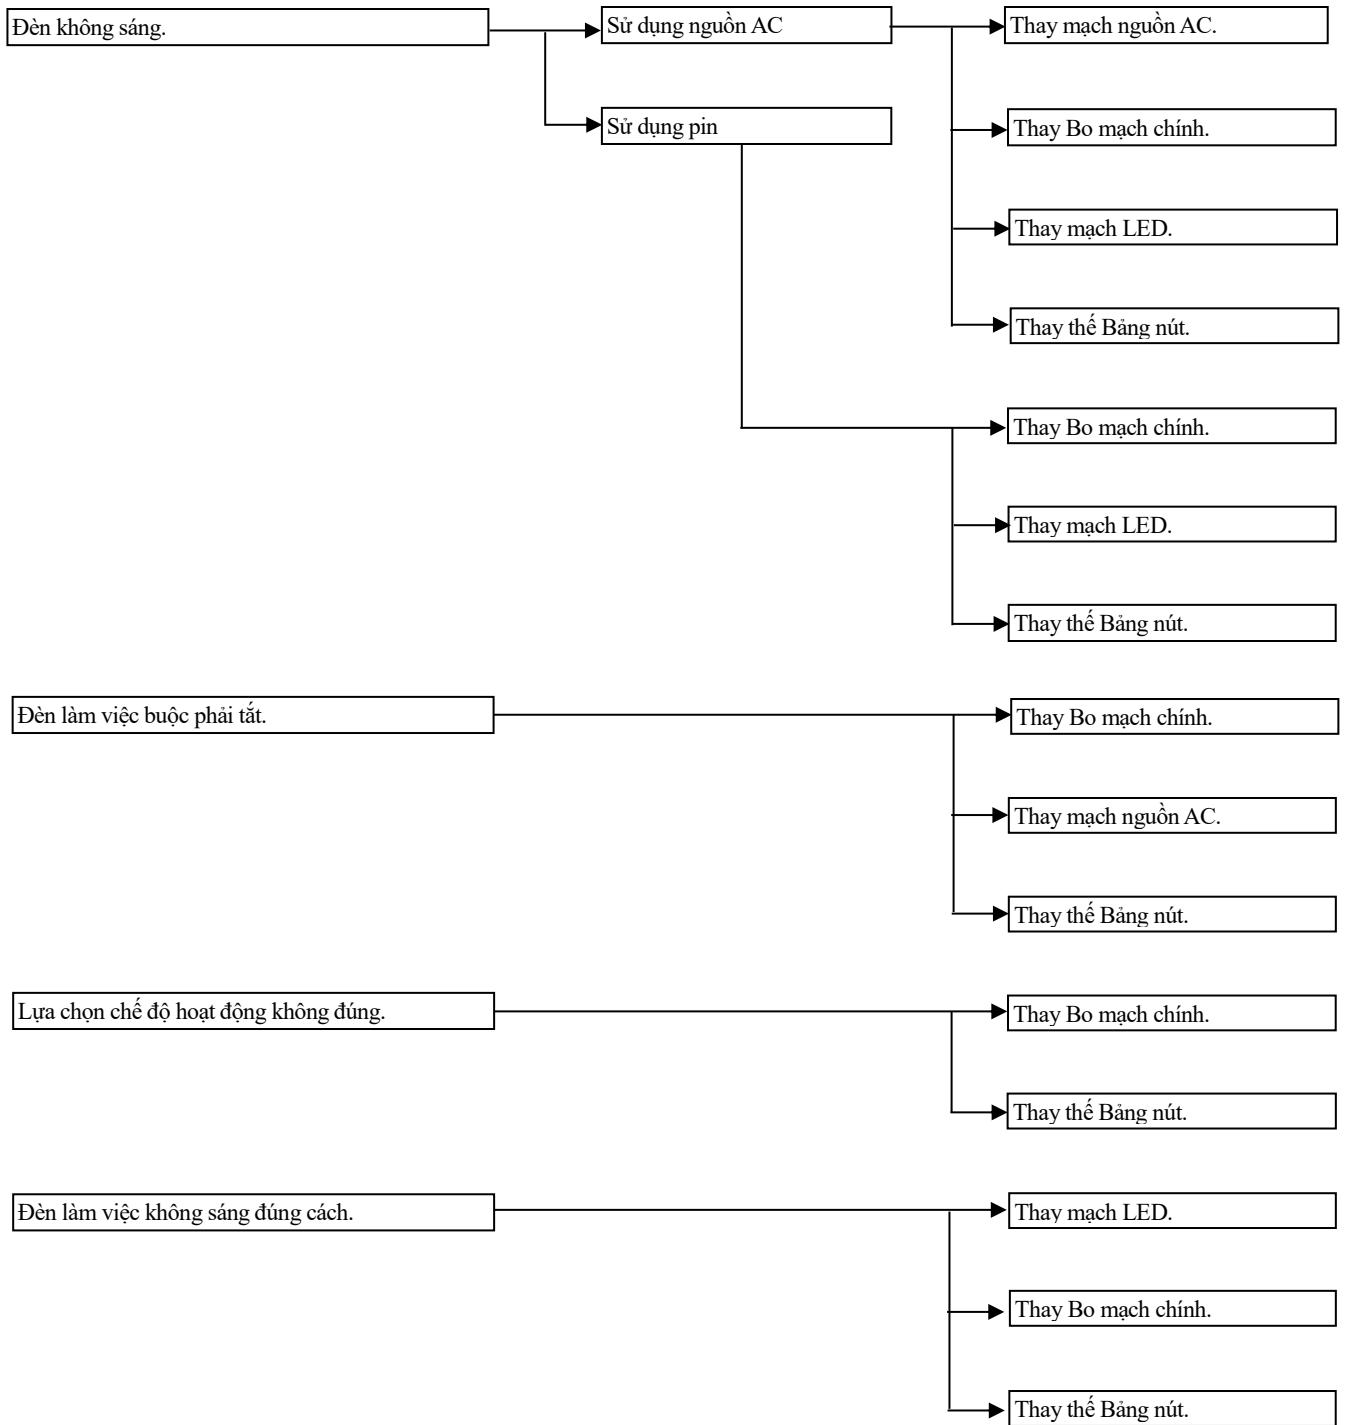 Đèn không sáng.
Sử dụng nguồn AC
Thay mạch nguồn AC.
Sử dụng pin
Thay Bo mạch chính.
Thay mạch LED.
Thay thế Bảng nút.
Thay Bo mạch chính.
Thay mạch LED.
Thay thế Bảng nút.
Đèn làm việc buộc phải tắt.
Thay Bo mạch chính.
Thay mạch nguồn AC.
Thay thế Bảng nút.
Lựa chọn chế độ hoạt động không đúng.
Thay Bo mạch chính.
Thay thế Bảng nút.
Đèn làm việc không sáng đúng cách.
Thay mạch LED.
Thay Bo mạch chính.
Thay thế Bảng nút.